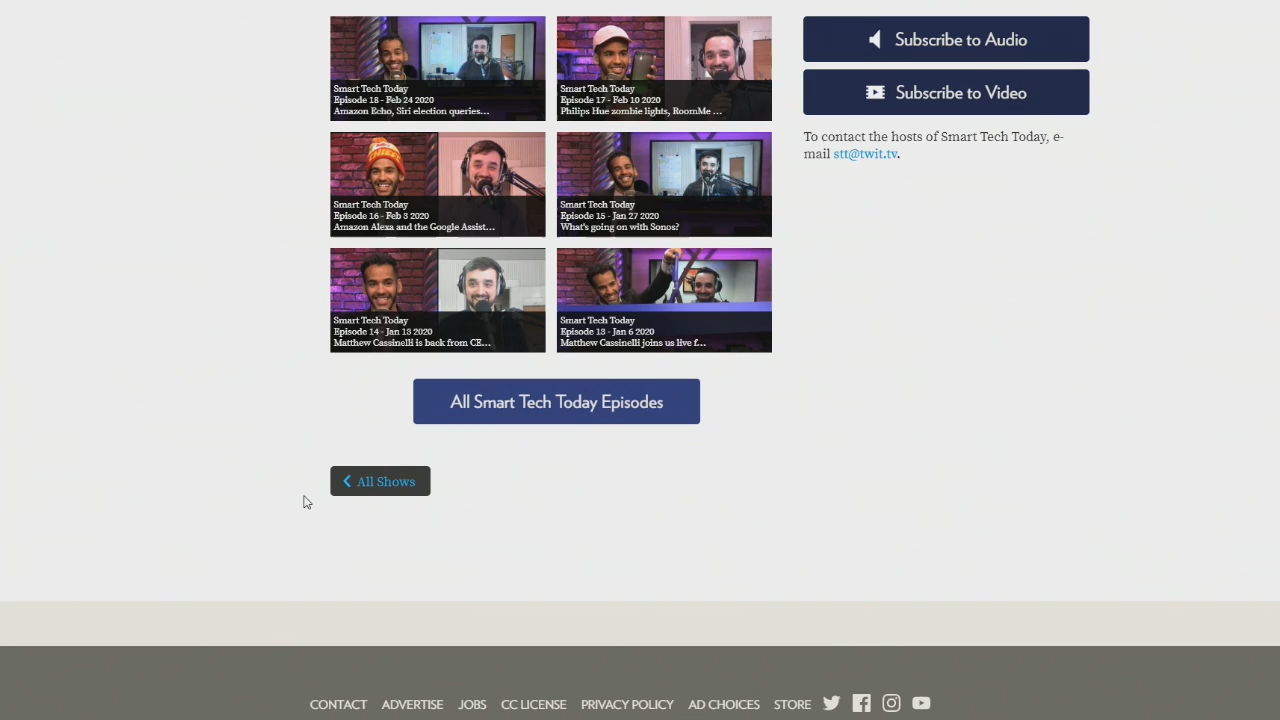 Smart Tech Today
Episode 18 - Feb 24 2020
Amazon Echo, Siri election queries...
Smart Tech Today
Episode 17 - Feb 10 2020
Philips Hue zombie lights, RoomMe ...
Smart Tech Today
Episode 16 - Feb 3 2020
Amazon Alexa and the Google Assist...
Smart Tech Today
Episode 15 - Jan 27 2020
What's going on with Sonos?
Smart Tech Today
Episode 14 - Jan 13 2020
Matthew Cassinelli is back from CE...
Smart Tech Today
Episode 13 - Jan 6 2020
Matthew Cassinelli joins us live f...
All Smart Tech Today Episodes
All Shows
Subscribe to Audio
Subscribe to Video
To contact the hosts of Smart Tech Today, e-
mail stt@twit.tv.
CONTACT ADVERTISE JOBS CC LICENSE PRIVACY POLICY AD CHOICES STORE